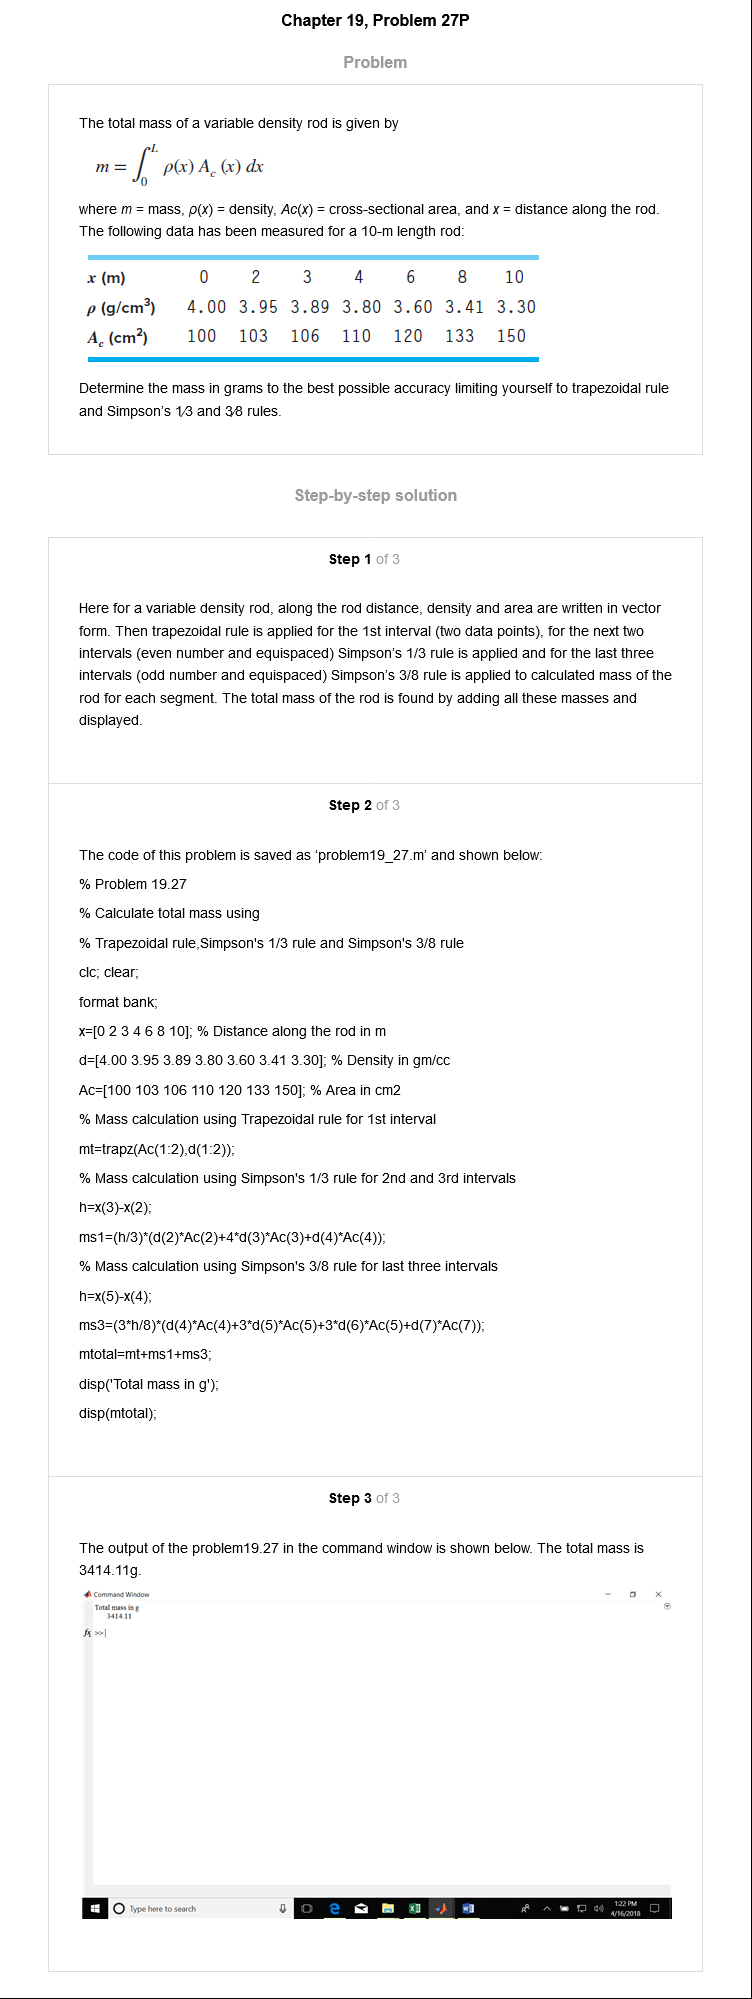 Chapter 19, Problem 27P
Problem
The total mass of a variable density rod is given by
m = ∫₀ᴸ ρ(x) A_c (x) dx
where m = mass, ρ(x) = density, Ac(x) = cross-sectional area, and x = distance along the rod.
The following data has been measured for a 10-m length rod:
x (m) 0 2 3 4 6 8 10
ρ (g/cm³) 4.00 3.95 3.89 3.80 3.60 3.41 3.30
A_c (cm²) 100 103 106 110 120 133 150
Determine the mass in grams to the best possible accuracy limiting yourself to trapezoidal rule
and Simpson's 1/3 and 3/8 rules.
Step-by-step solution
Step 1 of 3
Here for a variable density rod, along the rod distance, density and area are written in vector
form. Then trapezoidal rule is applied for the 1st interval (two data points), for the next two
intervals (even number and equispaced) Simpson's 1/3 rule is applied and for the last three
intervals (odd number and equispaced) Simpson's 3/8 rule is applied to calculated mass of the
rod for each segment. The total mass of the rod is found by adding all these masses and
displayed.
Step 2 of 3
The code of this problem is saved as 'problem19_27.m' and shown below:
% Problem 19.27
% Calculate total mass using
% Trapezoidal rule,Simpson's 1/3 rule and Simpson's 3/8 rule
clc; clear;
format bank;
x=[0 2 3 4 6 8 10]; % Distance along the rod in m
d=[4.00 3.95 3.89 3.80 3.60 3.41 3.30]; % Density in gm/cc
Ac=[100 103 106 110 120 133 150]; % Area in cm2
% Mass calculation using Trapezoidal rule for 1st interval
mt=trapz(Ac(1:2),d(1:2));
% Mass calculation using Simpson's 1/3 rule for 2nd and 3rd intervals
h=x(3)-x(2);
ms1=(h/3)*(d(2)*Ac(2)+4*d(3)*Ac(3)+d(4)*Ac(4));
% Mass calculation using Simpson's 3/8 rule for last three intervals
h=x(5)-x(4);
ms3=(3*h/8)*(d(4)*Ac(4)+3*d(5)*Ac(5)+3*d(6)*Ac(5)+d(7)*Ac(7));
mtotal=mt+ms1+ms3;
disp('Total mass in g');
disp(mtotal);
Step 3 of 3
The output of the problem19.27 in the command window is shown below. The total mass is
3414.11g.
Command Window
Total mass in g
3414.11
fx >>
Type here to search
1:22 PM
4/16/2018